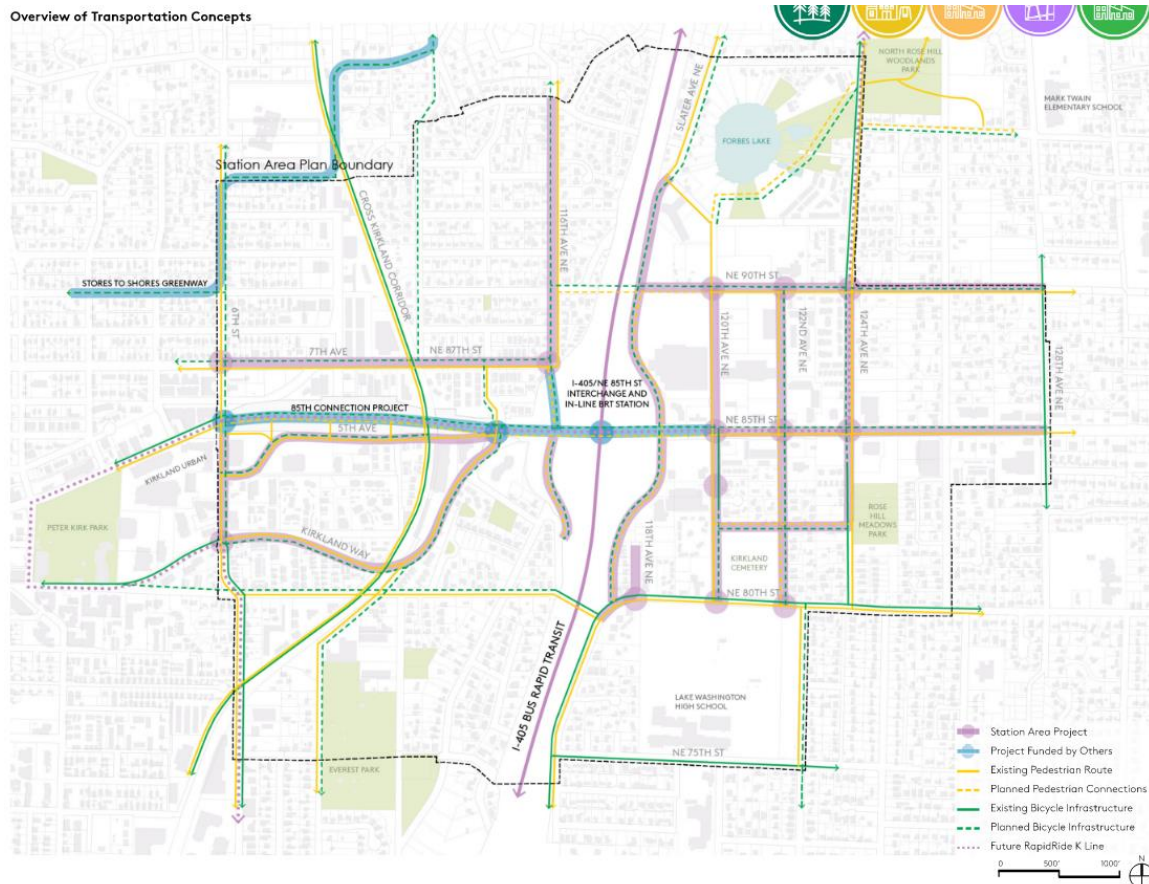 Overview of Transportation Concepts
NORTH ROSE HILL
WOODLANDS
PARK
MARK TWAIN
ELEMENTARY SCHOOL
SLATER AVE NE
FORBES LAKE
Station Area Plan Boundary
CROSS KIRKLAND CORRIDOR
116TH AVE NE
STORES TO SHORES GREENWAY
NE 90TH ST
6TH ST
120TH AVE NE
122ND AVE NE
124TH AVE NE
128TH AVE NE
7TH AVE
NE 87TH ST
I-405/NE 85TH ST
INTERCHANGE AND
IN-LINE BRT STATION
85TH CONNECTION PROJECT
5TH AVE
NE 85TH ST
KIRKLAND URBAN
PETER KIRK PARK
KIRKLAND WAY
118TH AVE NE
ROSE
HILL
MEADOWS
PARK
KIRKLAND
CEMETERY
NE 80TH ST
I-405 BUS RAPID TRANSIT
LAKE WASHINGTON
HIGH SCHOOL
NE 75TH ST
EVEREST PARK
Station Area Project
Project Funded by Others
Existing Pedestrian Route
Planned Pedestrian Connections
Existing Bicycle Infrastructure
Planned Bicycle Infrastructure
Future RapidRide K Line
0 500' 1000'
N